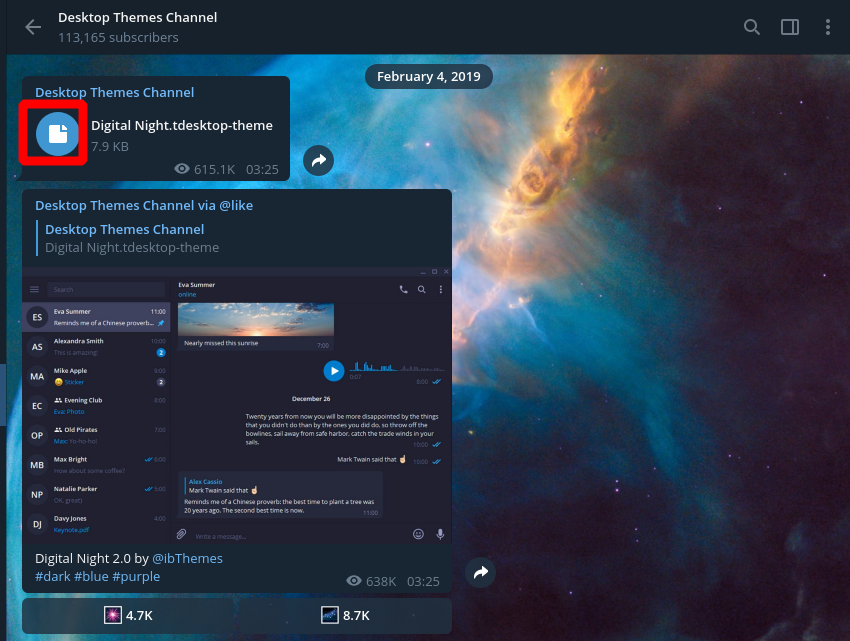 Desktop Themes Channel
113,165 subscribers
February 4, 2019
Desktop Themes Channel
Digital Night.tdesktop-theme
7.9 KB
615.1K 03:25
Desktop Themes Channel via @like
Desktop Themes Channel
Digital Night.tdesktop-theme
Search
Eva Summer 11:00
Reminds me of a Chinese proverb...
Alexandra Smith 10:00
This is amazing! 2
Mike Apple 9:00
😄 Sticker 2
Evening Club 8:00
Eva: Photo
Old Pirates 7:00
Max: Yo-ho-ho!
Max Bright 6:00
How about some coffee?
Natalie Parker 5:00
OK, great)
Davy Jones 4:00
Keynote.pdf
ES
AS
MA
EC
OP
MB
NP
DJ
Eva Summer
online
Nearly missed this sunrise 7:00
0:07 8:00
December 26
Twenty years from now you will be more disappointed by the things
that you didn't do than by the ones you did do, so throw off the
bowlines, sail away from safe harbor, catch the trade winds in your
sails. 10:00
Mark Twain said that ☝ 10:00
Alex Cassio
Mark Twain said that ☝
Reminds me of a Chinese proverb: the best time to plant a tree was
20 years ago. The second best time is now. 11:00
Write a message...
Digital Night 2.0 by @ibThemes
#dark #blue #purple
638K 03:25
4.7K
8.7K